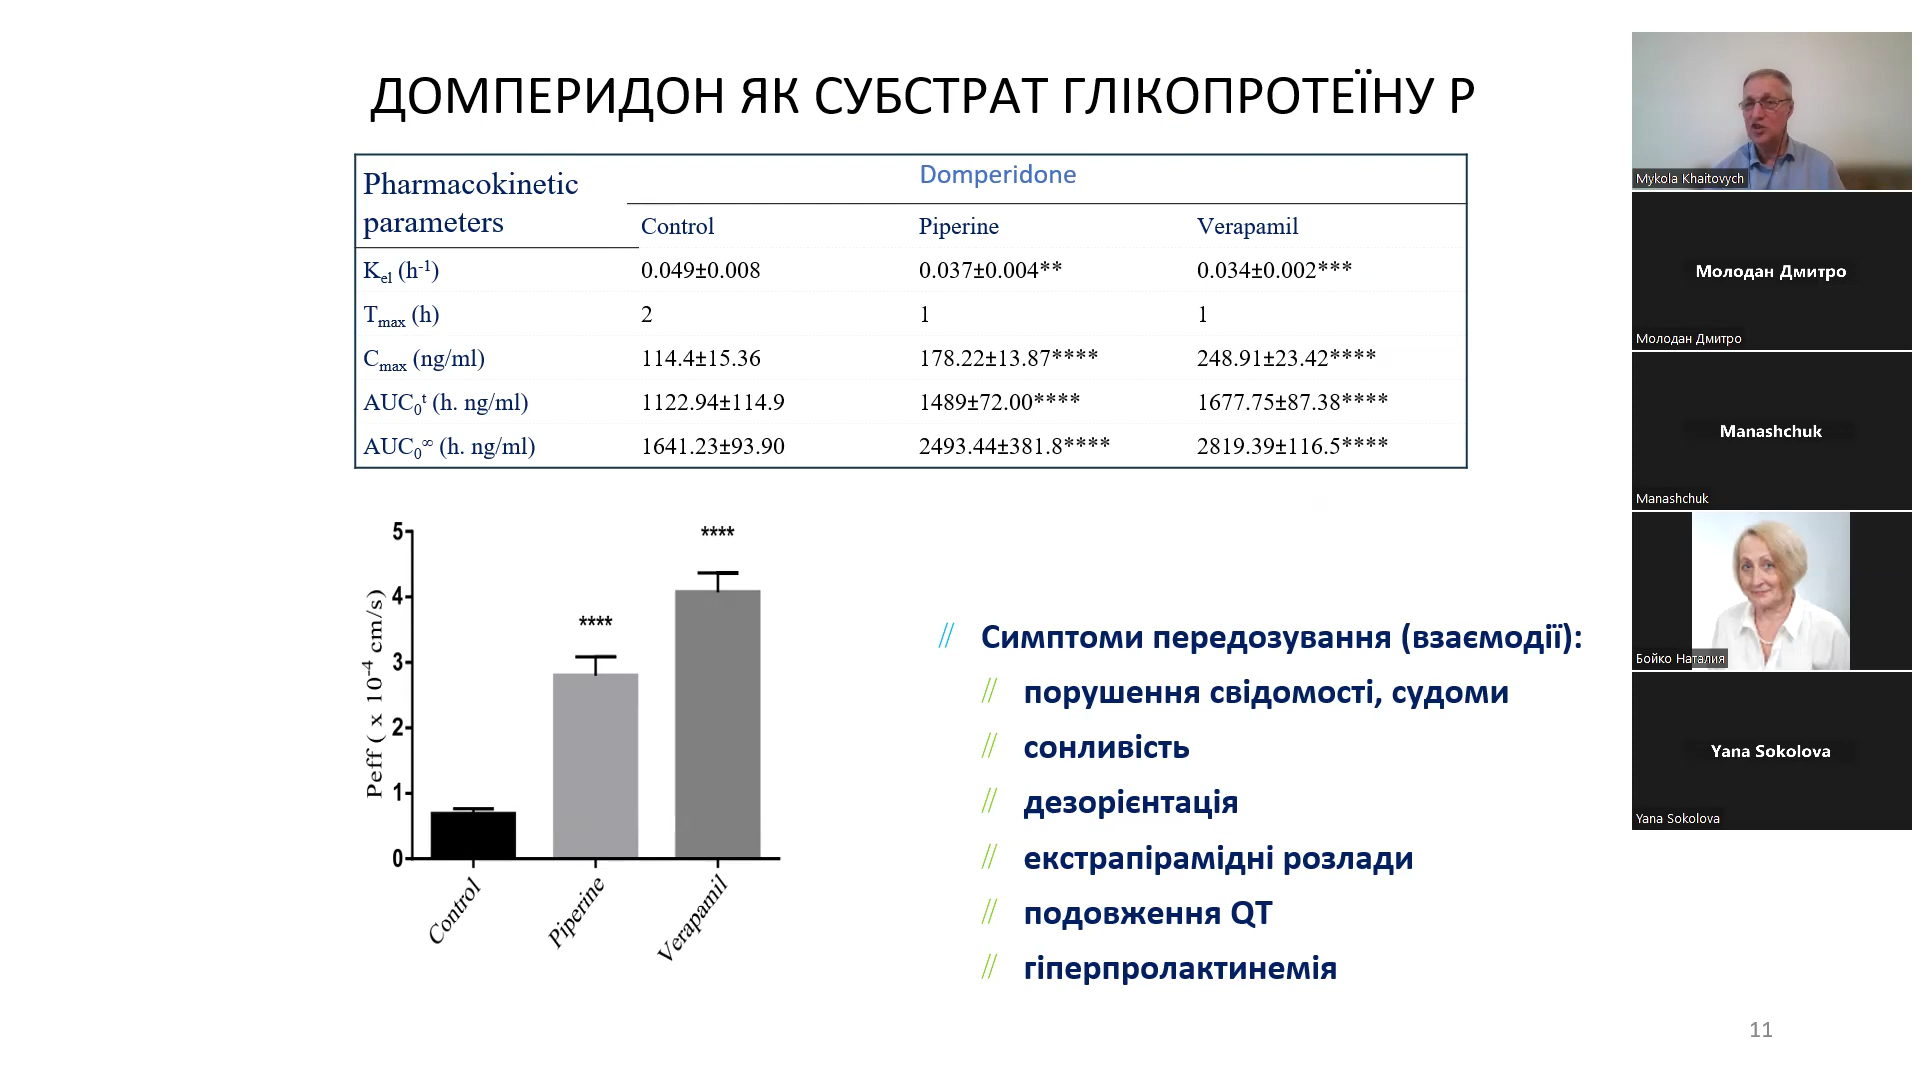 ДОМПЕРИДОН ЯК СУБСТРАТ ГЛІКОПРОТЕЇНУ Р
Pharmacokinetic parameters
Domperidone
Control Piperine Verapamil
Kel (h-1) 0.049±0.008 0.037±0.004** 0.034±0.002***
Tmax (h) 2 1 1
Cmax (ng/ml) 114.4±15.36 178.22±13.87**** 248.91±23.42****
AUC0t (h. ng/ml) 1122.94±114.9 1489±72.00**** 1677.75±87.38****
AUC0∞ (h. ng/ml) 1641.23±93.90 2493.44±381.8**** 2819.39±116.5****
Peff ( x 10-4 cm/s)
5
4
3
2
1
0
****
****
Control
Piperine
Verapamil
// Симптоми передозування (взаємодії):
// порушення свідомості, судоми
// сонливість
// дезорієнтація
// екстрапірамідні розлади
// подовження QT
// гіперпролактинемія
11
Mykola Khaitovych
Молодан Дмитро
Молодан Дмитро
Manashchuk
Manashchuk
Бойко Наталия
Yana Sokolova
Yana Sokolova